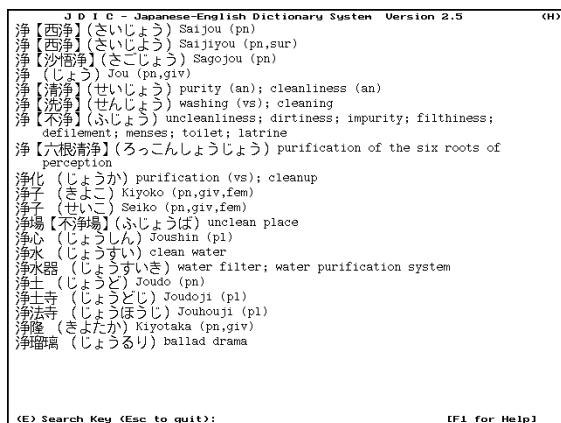 J D I C - Japanese-English Dictionary System Version 2.5 (H)
浄【西浄】(さいじょう) Saijou (pn)
浄【西浄】(さいじよう) Saijiyou (pn,sur)
浄【沙悟浄】(さごじょう) Sagojou (pn)
浄 (じょう) Jou (pn,giv)
浄【清浄】(せいじょう) purity (an); cleanliness (an)
浄【洗浄】(せんじょう) washing (vs); cleaning
浄【不浄】(ふじょう) uncleanliness; dirtiness; impurity; filthiness;
defilement; menses; toilet; latrine
浄【六根清浄】(ろっこんしょうじょう) purification of the six roots of
perception
浄化 (じょうか) purification (vs); cleanup
浄子 (きよこ) Kiyoko (pn,giv,fem)
浄子 (せいこ) Seiko (pn,giv,fem)
浄場【不浄場】(ふじょうば) unclean place
浄心 (じょうしん) Joushin (pl)
浄水 (じょうすい) clean water
浄水器 (じょうすいき) water filter; water purification system
浄土 (じょうど) Joudo (pn)
浄土寺 (じょうどじ) Joudoji (pl)
浄法寺 (じょうほうじ) Jouhouji (pl)
浄隆 (きよたか) Kiyotaka (pn,giv)
浄瑠璃 (じょうるり) ballad drama
(E) Search Key (Esc to quit): [F1 for Help]